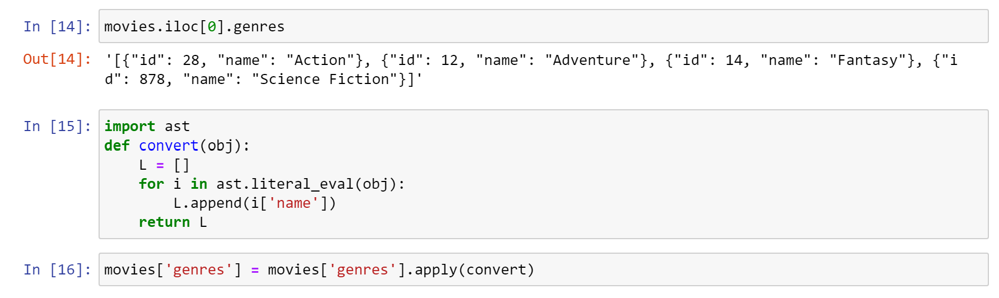 In [14]: movies.iloc[0].genres
Out[14]: '[{"id": 28, "name": "Action"}, {"id": 12, "name": "Adventure"}, {"id": 14, "name": "Fantasy"}, {"i
d": 878, "name": "Science Fiction"}]'
In [15]: import ast
def convert(obj):
    L = []
    for i in ast.literal_eval(obj):
        L.append(i['name'])
    return L
In [16]: movies['genres'] = movies['genres'].apply(convert)